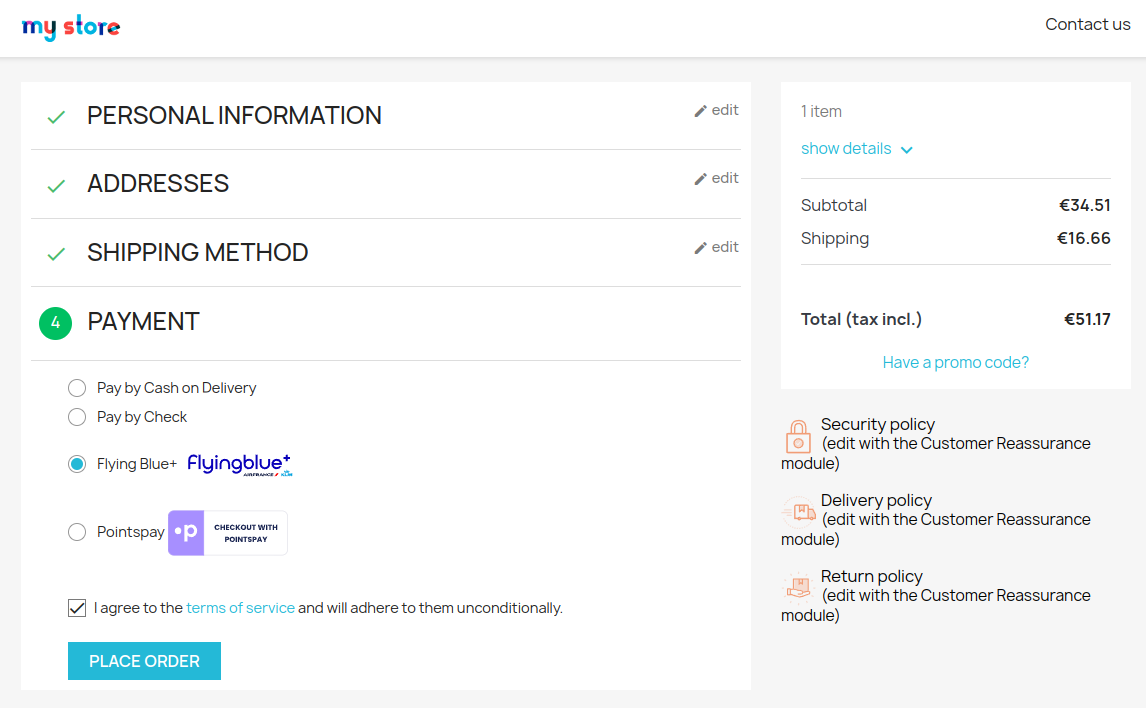 my store
Contact us
PERSONAL INFORMATION
edit
ADDRESSES
edit
SHIPPING METHOD
edit
4 PAYMENT
Pay by Cash on Delivery
Pay by Check
Flying Blue+ Flyingblue+
AIRFRANCE KLM
Pointspay p CHECKOUT WITH
POINTSPAY
I agree to the terms of service and will adhere to them unconditionally.
PLACE ORDER
1 item
show details
Subtotal €34.51
Shipping €16.66
Total (tax incl.) €51.17
Have a promo code?
Security policy
(edit with the Customer Reassurance
module)
Delivery policy
(edit with the Customer Reassurance
module)
Return policy
(edit with the Customer Reassurance
module)